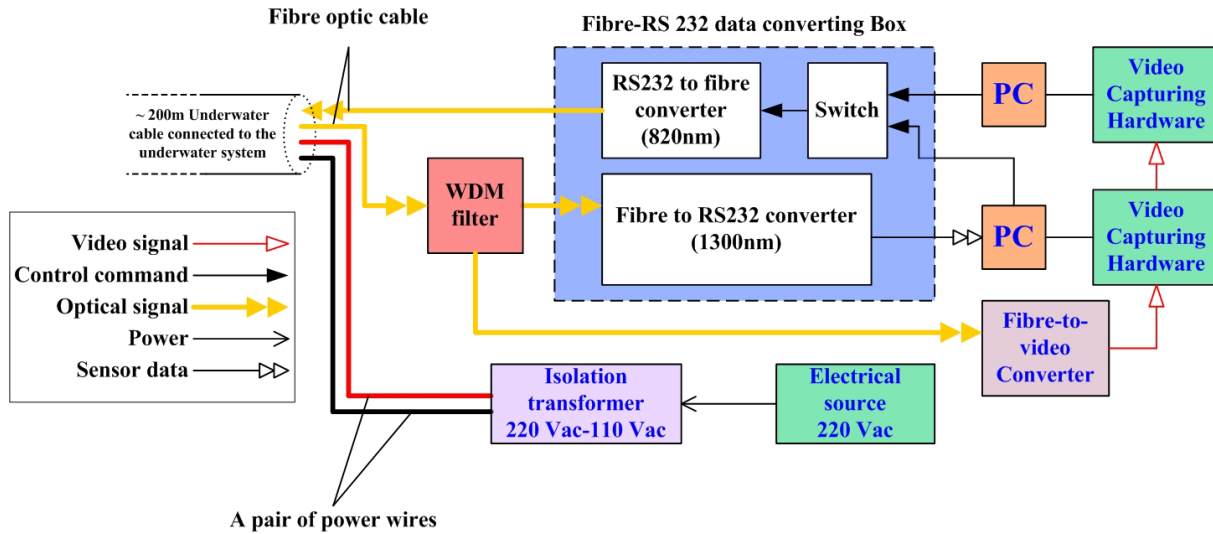 Fibre optic cable
Fibre-RS 232 data converting Box
~ 200m Underwater
cable connected to the
underwater system
RS232 to fibre
converter
(820nm)
Switch
PC
Video
Capturing
Hardware
WDM
filter
Fibre to RS232 converter
(1300nm)
PC
Video
Capturing
Hardware
Video signal
Control command
Optical signal
Power
Sensor data
Fibre-to-
video
Converter
Isolation
transformer
220 Vac-110 Vac
Electrical
source
220 Vac
A pair of power wires